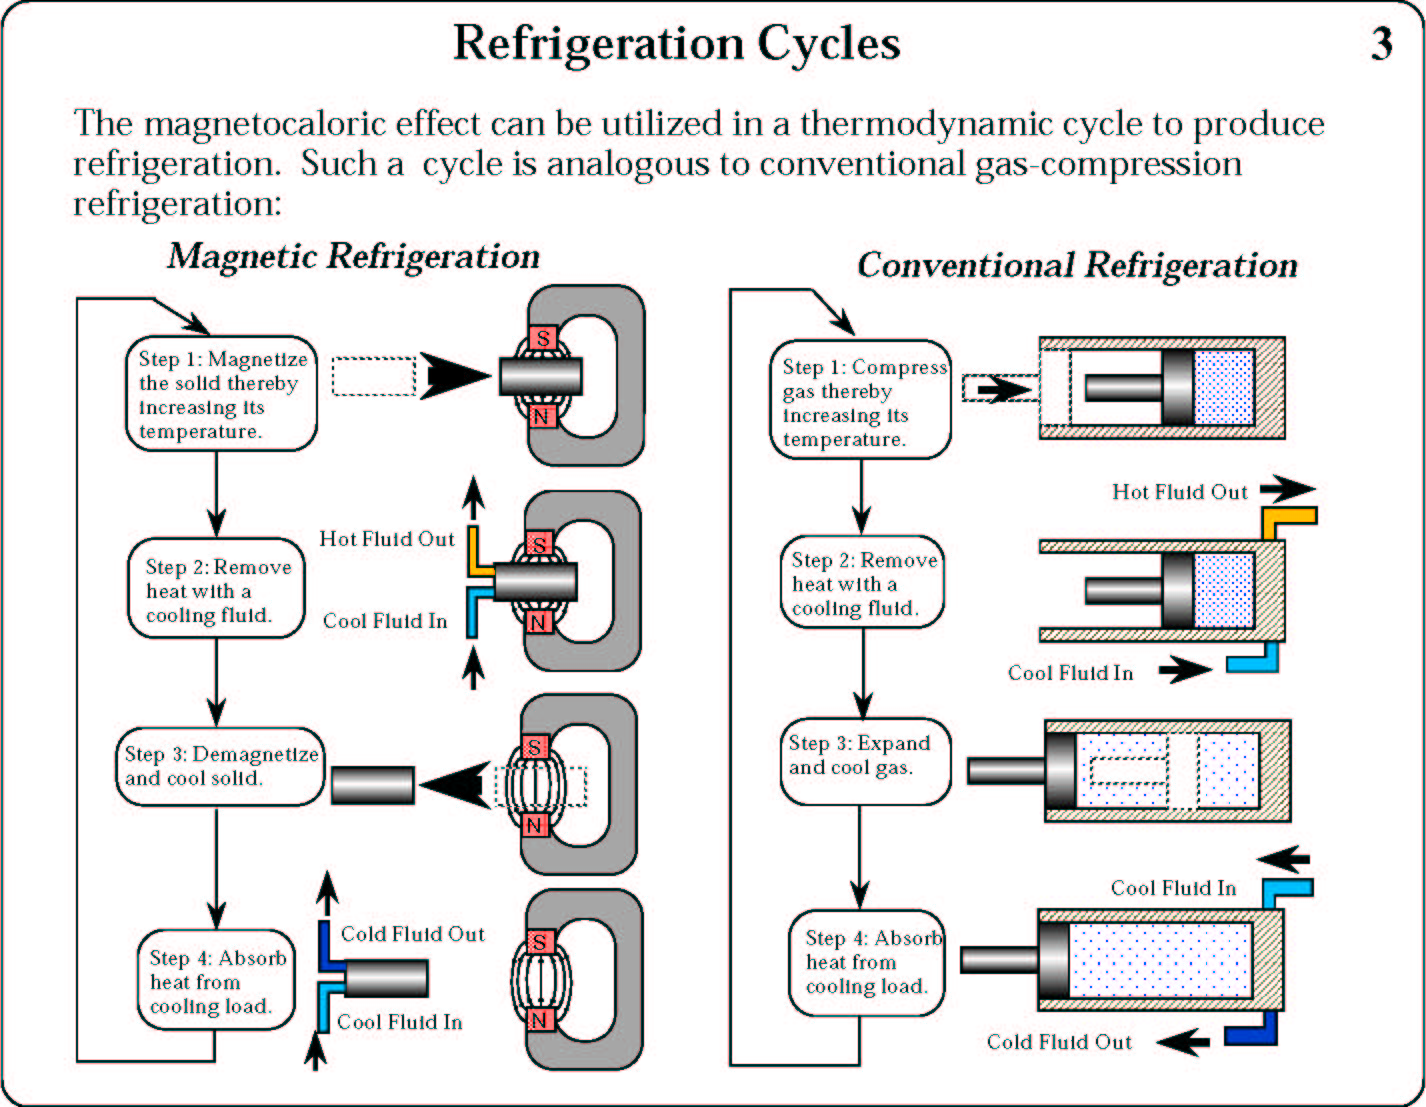 Refrigeration Cycles
3
The magnetocaloric effect can be utilized in a thermodynamic cycle to produce
refrigeration. Such a cycle is analogous to conventional gas-compression
refrigeration:
Magnetic Refrigeration
Step 1: Magnetize
the solid thereby
increasing its
temperature.
S
N
Step 2: Remove
heat with a
cooling fluid.
Hot Fluid Out
Cool Fluid In
S
N
Step 3: Demagnetize
and cool solid.
S
N
Step 4: Absorb
heat from
cooling load.
Cold Fluid Out
Cool Fluid In
S
N
Conventional Refrigeration
Step 1: Compress
gas thereby
increasing its
temperature.
Step 2: Remove
heat with a
cooling fluid.
Hot Fluid Out
Cool Fluid In
Step 3: Expand
and cool gas.
Step 4: Absorb
heat from
cooling load.
Cool Fluid In
Cold Fluid Out